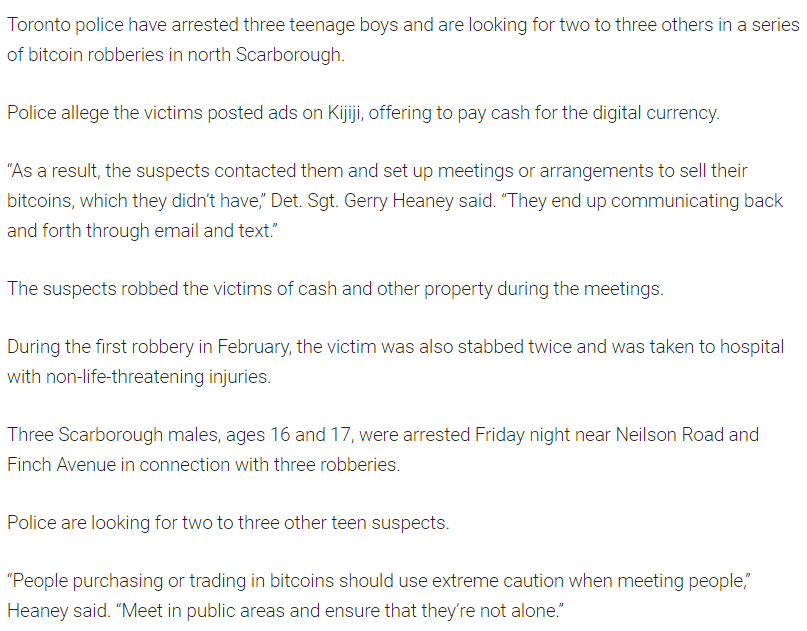 Toronto police have arrested three teenage boys and are looking for two to three others in a series
of bitcoin robberies in north Scarborough.
Police allege the victims posted ads on Kijiji, offering to pay cash for the digital currency.
“As a result, the suspects contacted them and set up meetings or arrangements to sell their
bitcoins, which they didn’t have,” Det. Sgt. Gerry Heaney said. “They end up communicating back
and forth through email and text.”
The suspects robbed the victims of cash and other property during the meetings.
During the first robbery in February, the victim was also stabbed twice and was taken to hospital
with non-life-threatening injuries.
Three Scarborough males, ages 16 and 17, were arrested Friday night near Neilson Road and
Finch Avenue in connection with three robberies.
Police are looking for two to three other teen suspects.
“People purchasing or trading in bitcoins should use extreme caution when meeting people,”
Heaney said. “Meet in public areas and ensure that they’re not alone.”